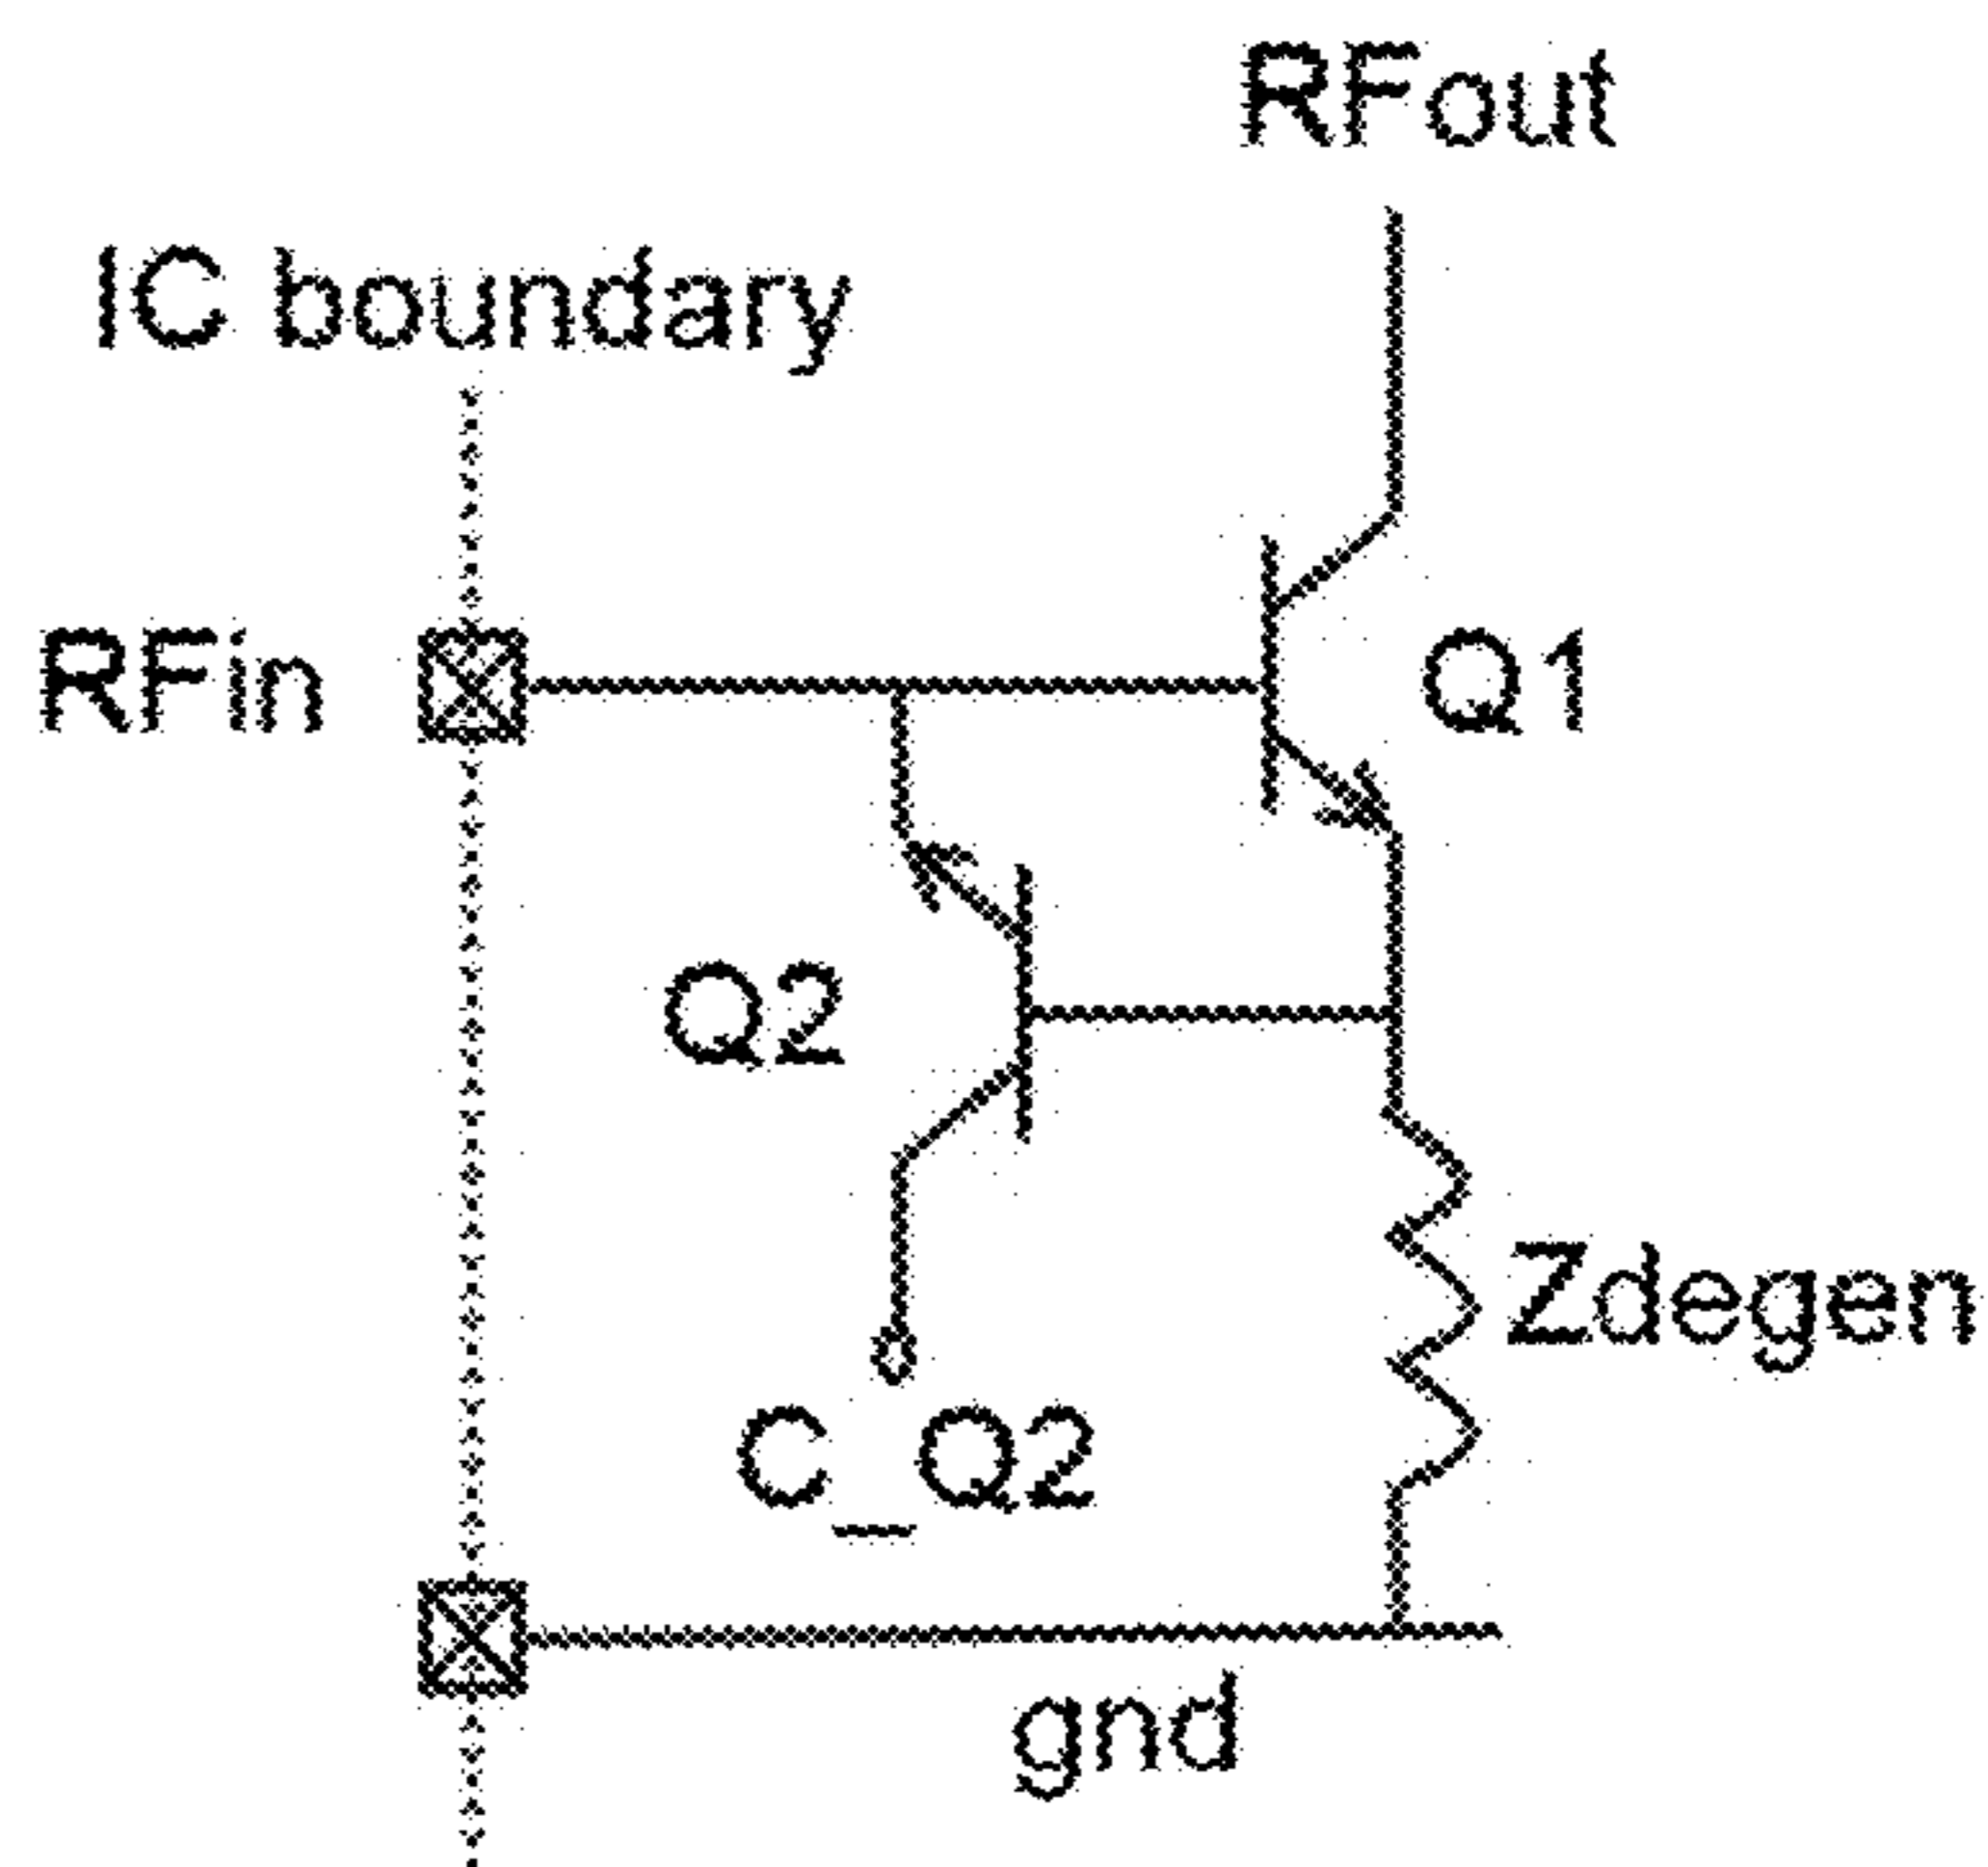 RFout
IC boundary
RFin
Q1
Q2
Zdegen
C_Q2
gnd